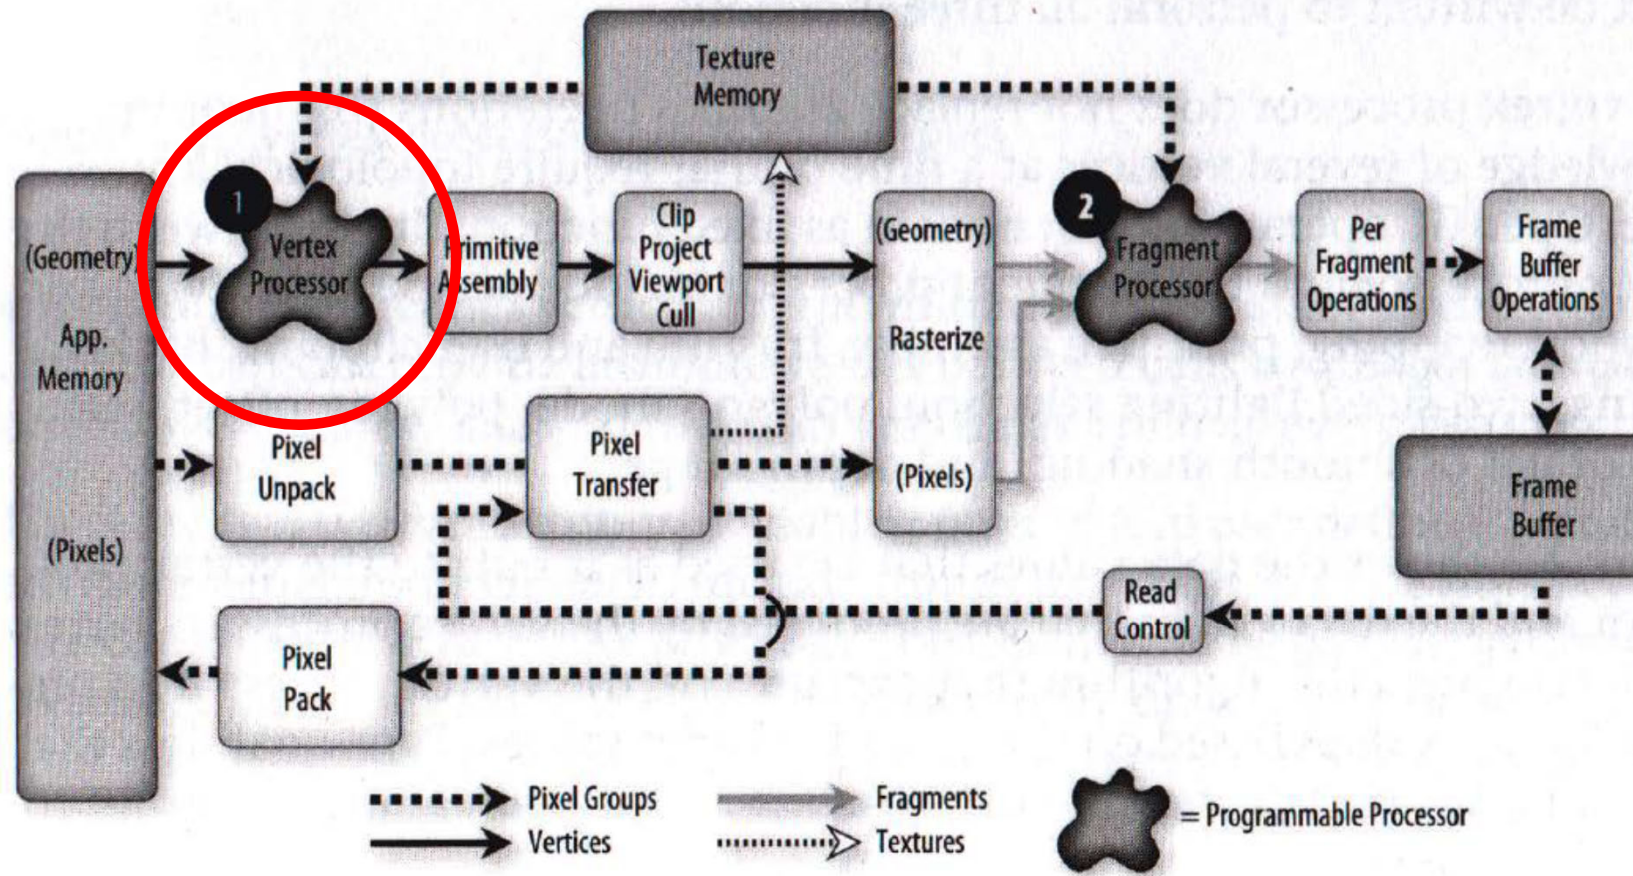 Texture
Memory
(Geometry)
App.
Memory
(Pixels)
1
Vertex
Processor
Primitive
Assembly
Clip
Project
Viewport
Cull
(Geometry)
Rasterize
(Pixels)
2
Fragment
Processor
Per
Fragment
Operations
Frame
Buffer
Operations
Pixel
Unpack
Pixel
Transfer
Frame
Buffer
Read
Control
Pixel
Pack
Pixel Groups
Vertices
Fragments
Textures
= Programmable Processor